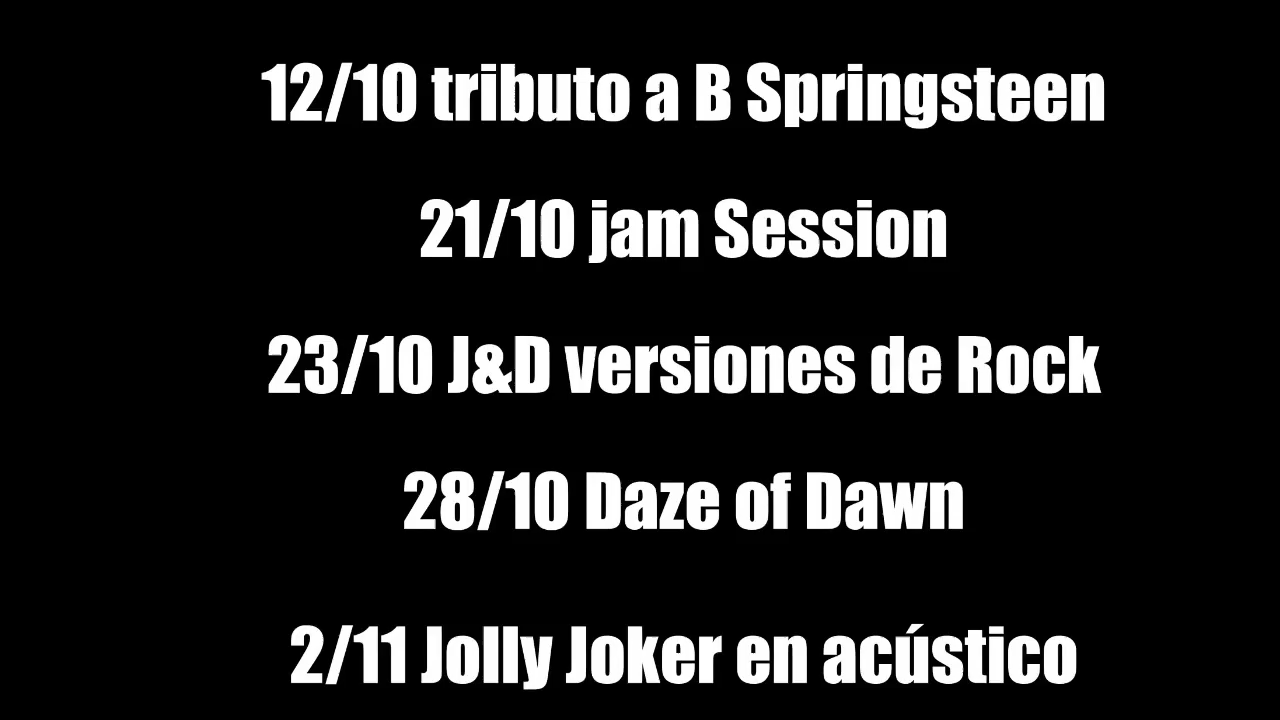 12/10 tributo a B Springsteen
21/10 jam Session
23/10 J&D versiones de Rock
28/10 Daze of Dawn
2/11 Jolly Joker en acústico